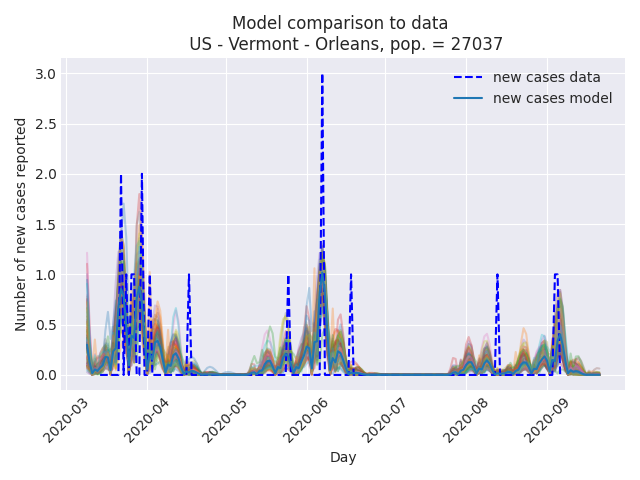 Model comparison to data
US - Vermont - Orleans, pop. = 27037
Number of new cases reported
3.0
2.5
2.0
1.5
1.0
0.5
0.0
new cases data
new cases model
2020-03
2020-04
2020-05
2020-06
2020-07
2020-08
2020-09
Day